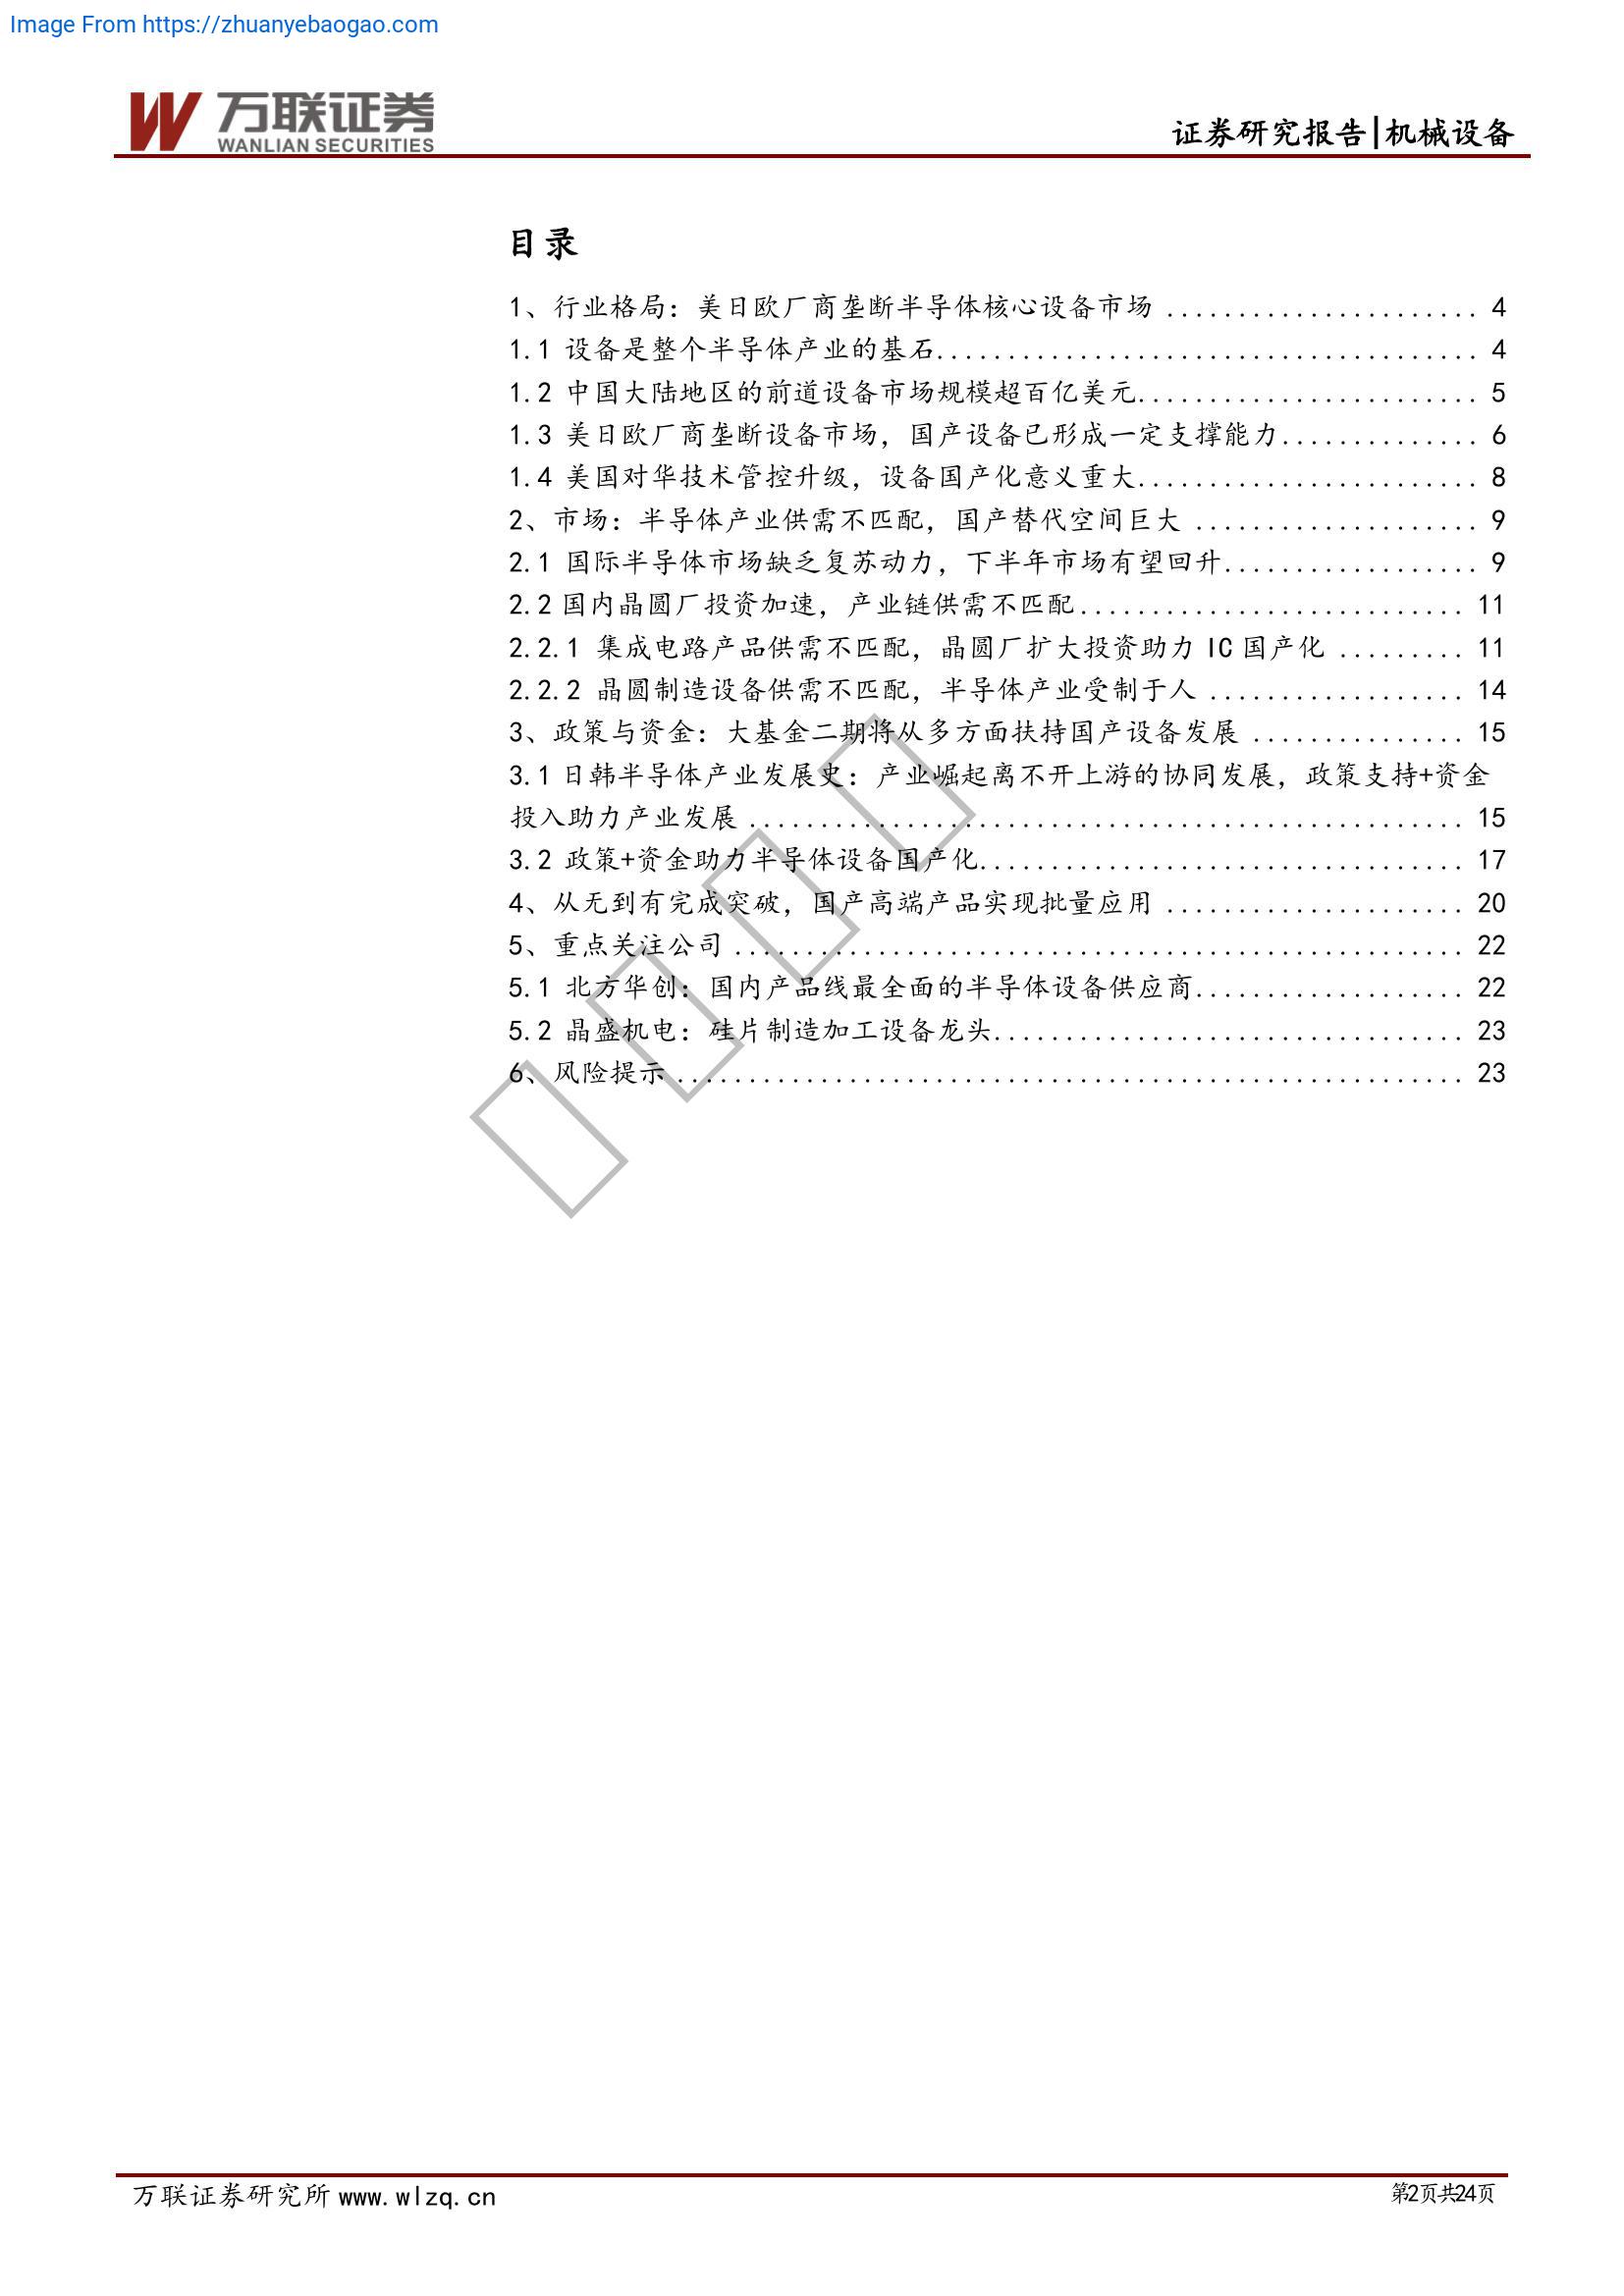 Image From https://zhuanyebaogao.com
万联证券
WANLIAN SECURITIES
证券研究报告|机械设备
目录
1、行业格局：美日欧厂商垄断半导体核心设备市场 ...................... 4
1.1 设备是整个半导体产业的基石...................................... 4
1.2 中国大陆地区的前道设备市场规模超百亿美元........................ 5
1.3 美日欧厂商垄断设备市场，国产设备已形成一定支撑能力.............. 6
1.4 美国对华技术管控升级，设备国产化意义重大........................ 8
2、市场：半导体产业供需不匹配，国产替代空间巨大 .................... 9
2.1 国际半导体市场缺乏复苏动力，下半年市场有望回升.................. 9
2.2 国内晶圆厂投资加速，产业链供需不匹配........................... 11
2.2.1 集成电路产品供需不匹配，晶圆厂扩大投资助力 IC 国产化 ......... 11
2.2.2 晶圆制造设备供需不匹配，半导体产业受制于人 .................. 14
3、政策与资金：大基金二期将从多方面扶持国产设备发展 ............... 15
3.1 日韩半导体产业发展史：产业崛起离不开上游的协同发展，政策支持+资金
投入助力产业发展 .................................................. 15
3.2 政策+资金助力半导体设备国产化.................................. 17
4、从无到有完成突破，国产高端产品实现批量应用 ..................... 20
5、重点关注公司 ................................................... 22
5.1 北方华创：国内产品线最全面的半导体设备供应商................... 22
5.2 晶盛机电：硅片制造加工设备龙头................................. 23
6、风险提示 ....................................................... 23
万联证券研究所 www.wlzq.cn
第2页共24页